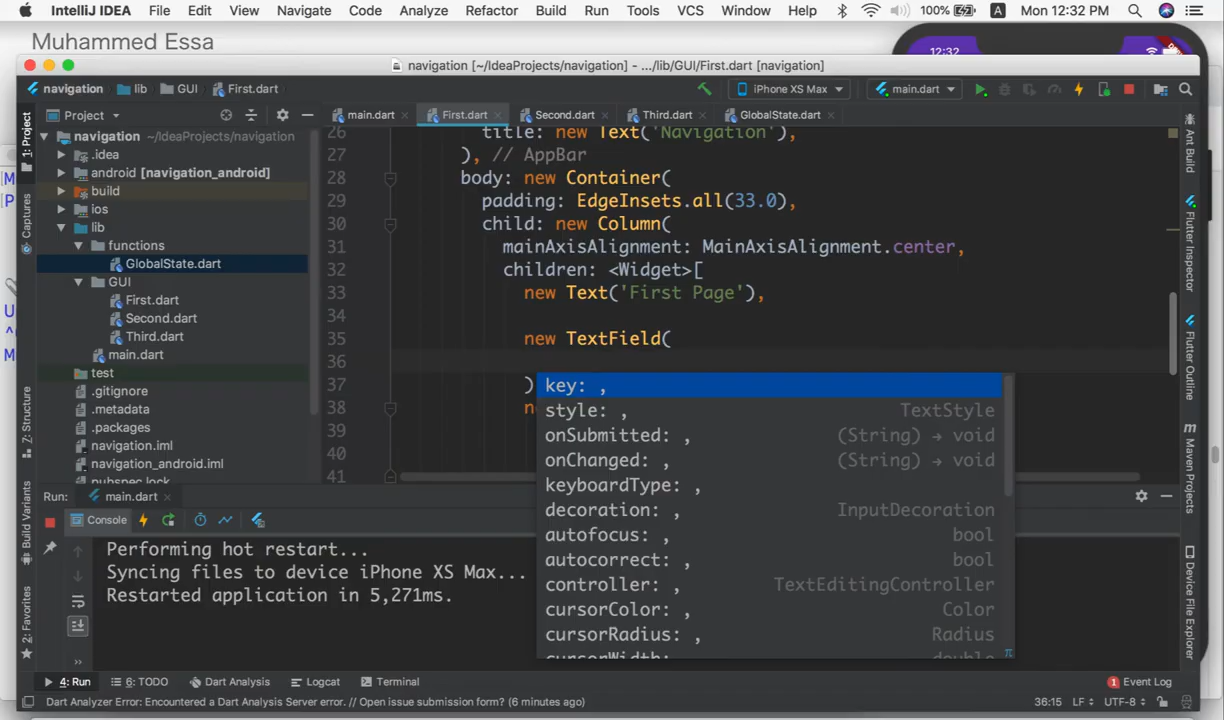 IntelliJ IDEA File Edit View Navigate Code Analyze Refactor Build Run Tools VCS Window Help 100% A Mon 12:32 PM
Muhammed Essa
12:32
navigation [~/IdeaProjects/navigation] - .../lib/GUI/First.dart [navigation]
navigation lib GUI First.dart iPhone XS Max main.dart
Project main.dart First.dart Second.dart Third.dart GlobalState.dart
navigation ~/IdeaProjects/navigation
.idea
android [navigation_android]
build
ios
lib
functions
GlobalState.dart
GUI
First.dart
Second.dart
Third.dart
main.dart
test
.gitignore
.metadata
.packages
navigation.iml
navigation_android.iml
pubspec.lock
26 title: new Text('Navigation'),
27 ), // AppBar
28 body: new Container(
29 padding: EdgeInsets.all(33.0),
30 child: new Column(
31 mainAxisAlignment: MainAxisAlignment.center,
32 children: <Widget>[
33 new Text('First Page'),
34
35 new TextField(
36
37 )
38
39
40
41
key: ,
style: , TextStyle
onSubmitted: , (String) → void
onChanged: , (String) → void
keyboardType: ,
decoration: , InputDecoration
autofocus: , bool
autocorrect: , bool
controller: , TextEditingController
cursorColor: , Color
cursorRadius: , Radius
cursorWidth: double
π
1: Project
Captures
7: Structure
Build Variants
2: Favorites
Ant Build
Flutter Inspector
Flutter Outline
m Maven Projects
Device File Explorer
Run: main.dart
Console
Performing hot restart...
Syncing files to device iPhone XS Max...
Restarted application in 5,271ms.
4: Run 6: TODO Dart Analysis Logcat Terminal 1 Event Log
Dart Analyzer Error: Encountered a Dart Analysis Server error. // Open issue submission form? (6 minutes ago) 36:15 LF UTF-8